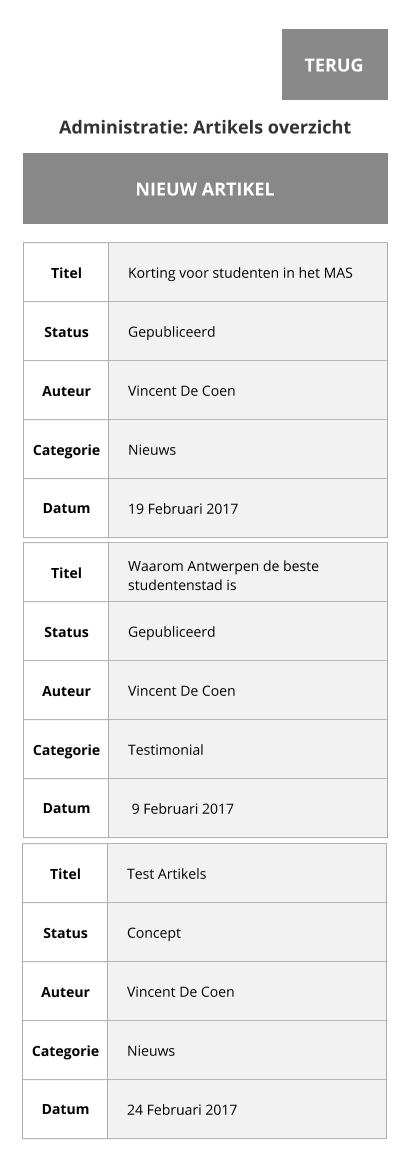 TERUG
Administratie: Artikels overzicht
NIEUW ARTIKEL
Titel Korting voor studenten in het MAS
Status Gepubliceerd
Auteur Vincent De Coen
Categorie Nieuws
Datum 19 Februari 2017
Titel Waarom Antwerpen de beste
studentenstad is
Status Gepubliceerd
Auteur Vincent De Coen
Categorie Testimonial
Datum 9 Februari 2017
Titel Test Artikels
Status Concept
Auteur Vincent De Coen
Categorie Nieuws
Datum 24 Februari 2017